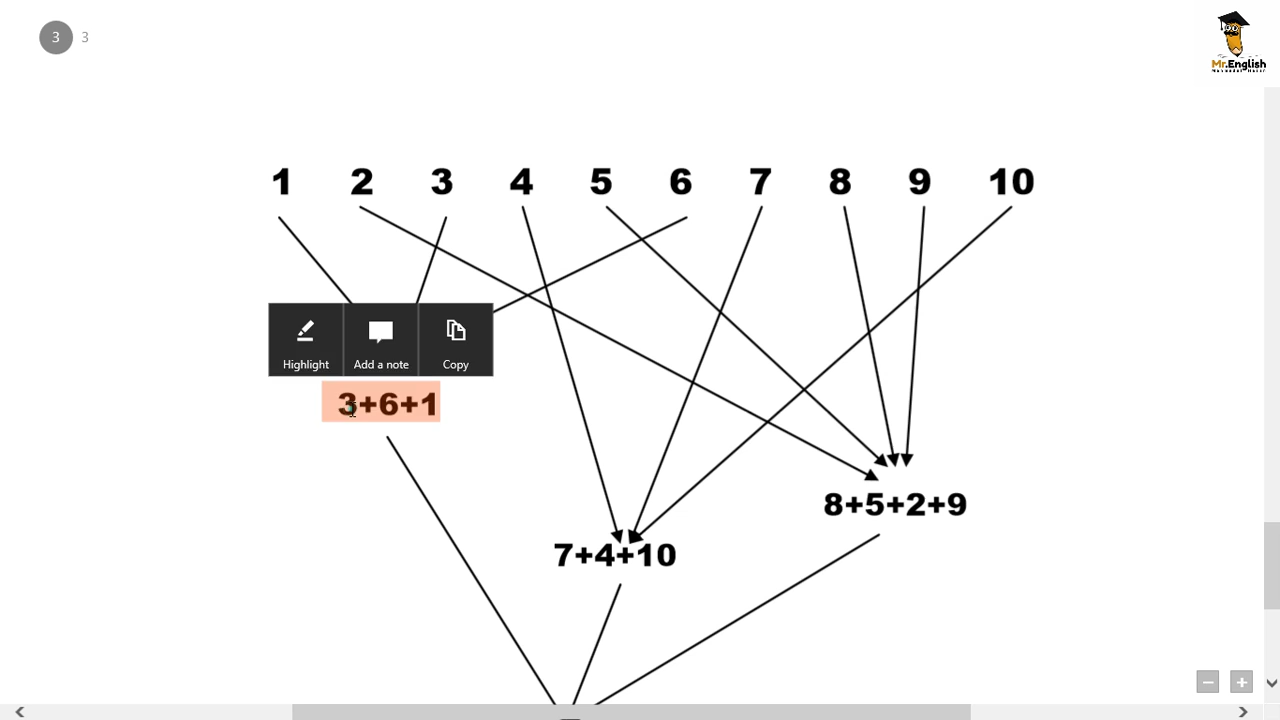 3 3
Mr.English
1 2 3 4 5 6 7 8 9 10
Highlight Add a note Copy
3+6+1
8+5+2+9
7+4+10